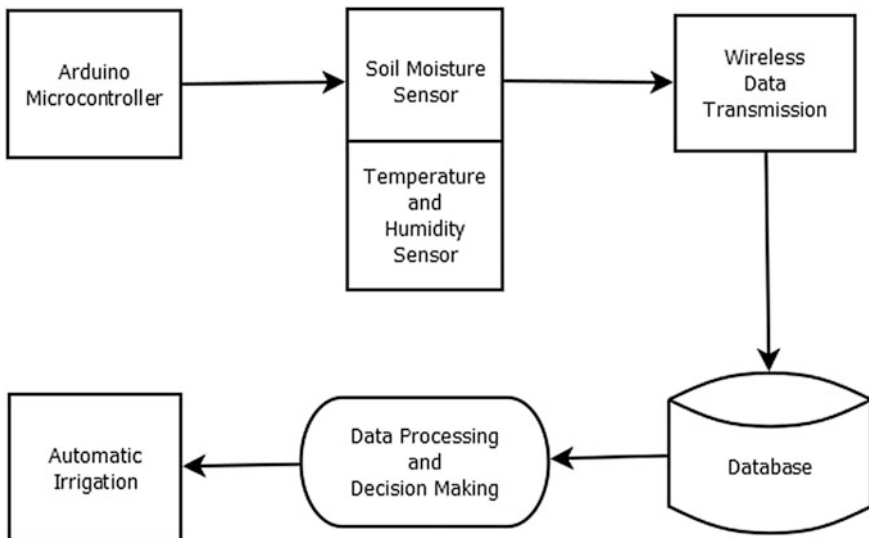 Arduino
Microcontroller
Soil Moisture
Sensor
Temperature
and
Humidity
Sensor
Wireless
Data
Transmission
Database
Data Processing
and
Decision Making
Automatic
Irrigation